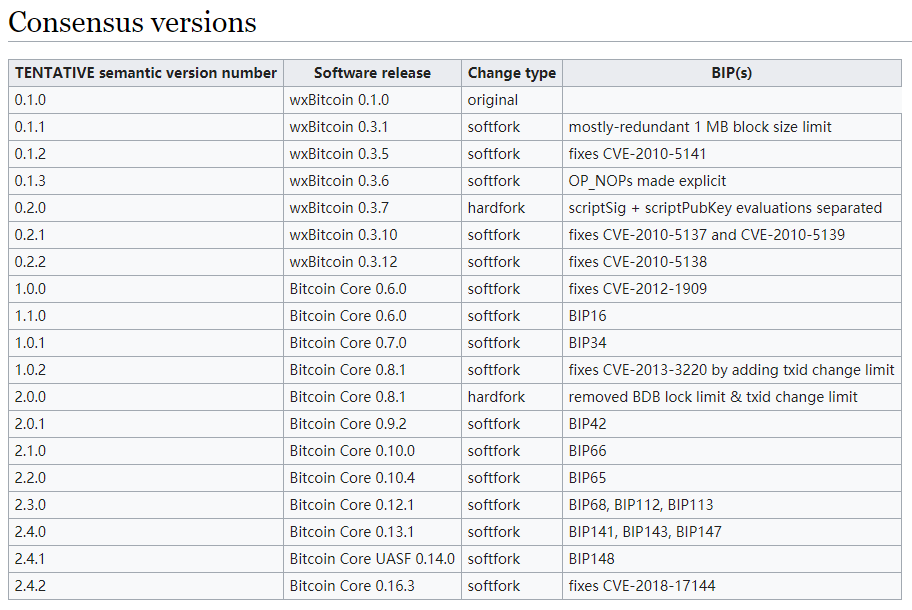 Consensus versions
TENTATIVE semantic version number Software release Change type BIP(s)
0.1.0 wxBitcoin 0.1.0 original
0.1.1 wxBitcoin 0.3.1 softfork mostly-redundant 1 MB block size limit
0.1.2 wxBitcoin 0.3.5 softfork fixes CVE-2010-5141
0.1.3 wxBitcoin 0.3.6 softfork OP_NOPs made explicit
0.2.0 wxBitcoin 0.3.7 hardfork scriptSig + scriptPubKey evaluations separated
0.2.1 wxBitcoin 0.3.10 softfork fixes CVE-2010-5137 and CVE-2010-5139
0.2.2 wxBitcoin 0.3.12 softfork fixes CVE-2010-5138
1.0.0 Bitcoin Core 0.6.0 softfork fixes CVE-2012-1909
1.1.0 Bitcoin Core 0.6.0 softfork BIP16
1.0.1 Bitcoin Core 0.7.0 softfork BIP34
1.0.2 Bitcoin Core 0.8.1 softfork fixes CVE-2013-3220 by adding txid change limit
2.0.0 Bitcoin Core 0.8.1 hardfork removed BDB lock limit & txid change limit
2.0.1 Bitcoin Core 0.9.2 softfork BIP42
2.1.0 Bitcoin Core 0.10.0 softfork BIP66
2.2.0 Bitcoin Core 0.10.4 softfork BIP65
2.3.0 Bitcoin Core 0.12.1 softfork BIP68, BIP112, BIP113
2.4.0 Bitcoin Core 0.13.1 softfork BIP141, BIP143, BIP147
2.4.1 Bitcoin Core UASF 0.14.0 softfork BIP148
2.4.2 Bitcoin Core 0.16.3 softfork fixes CVE-2018-17144